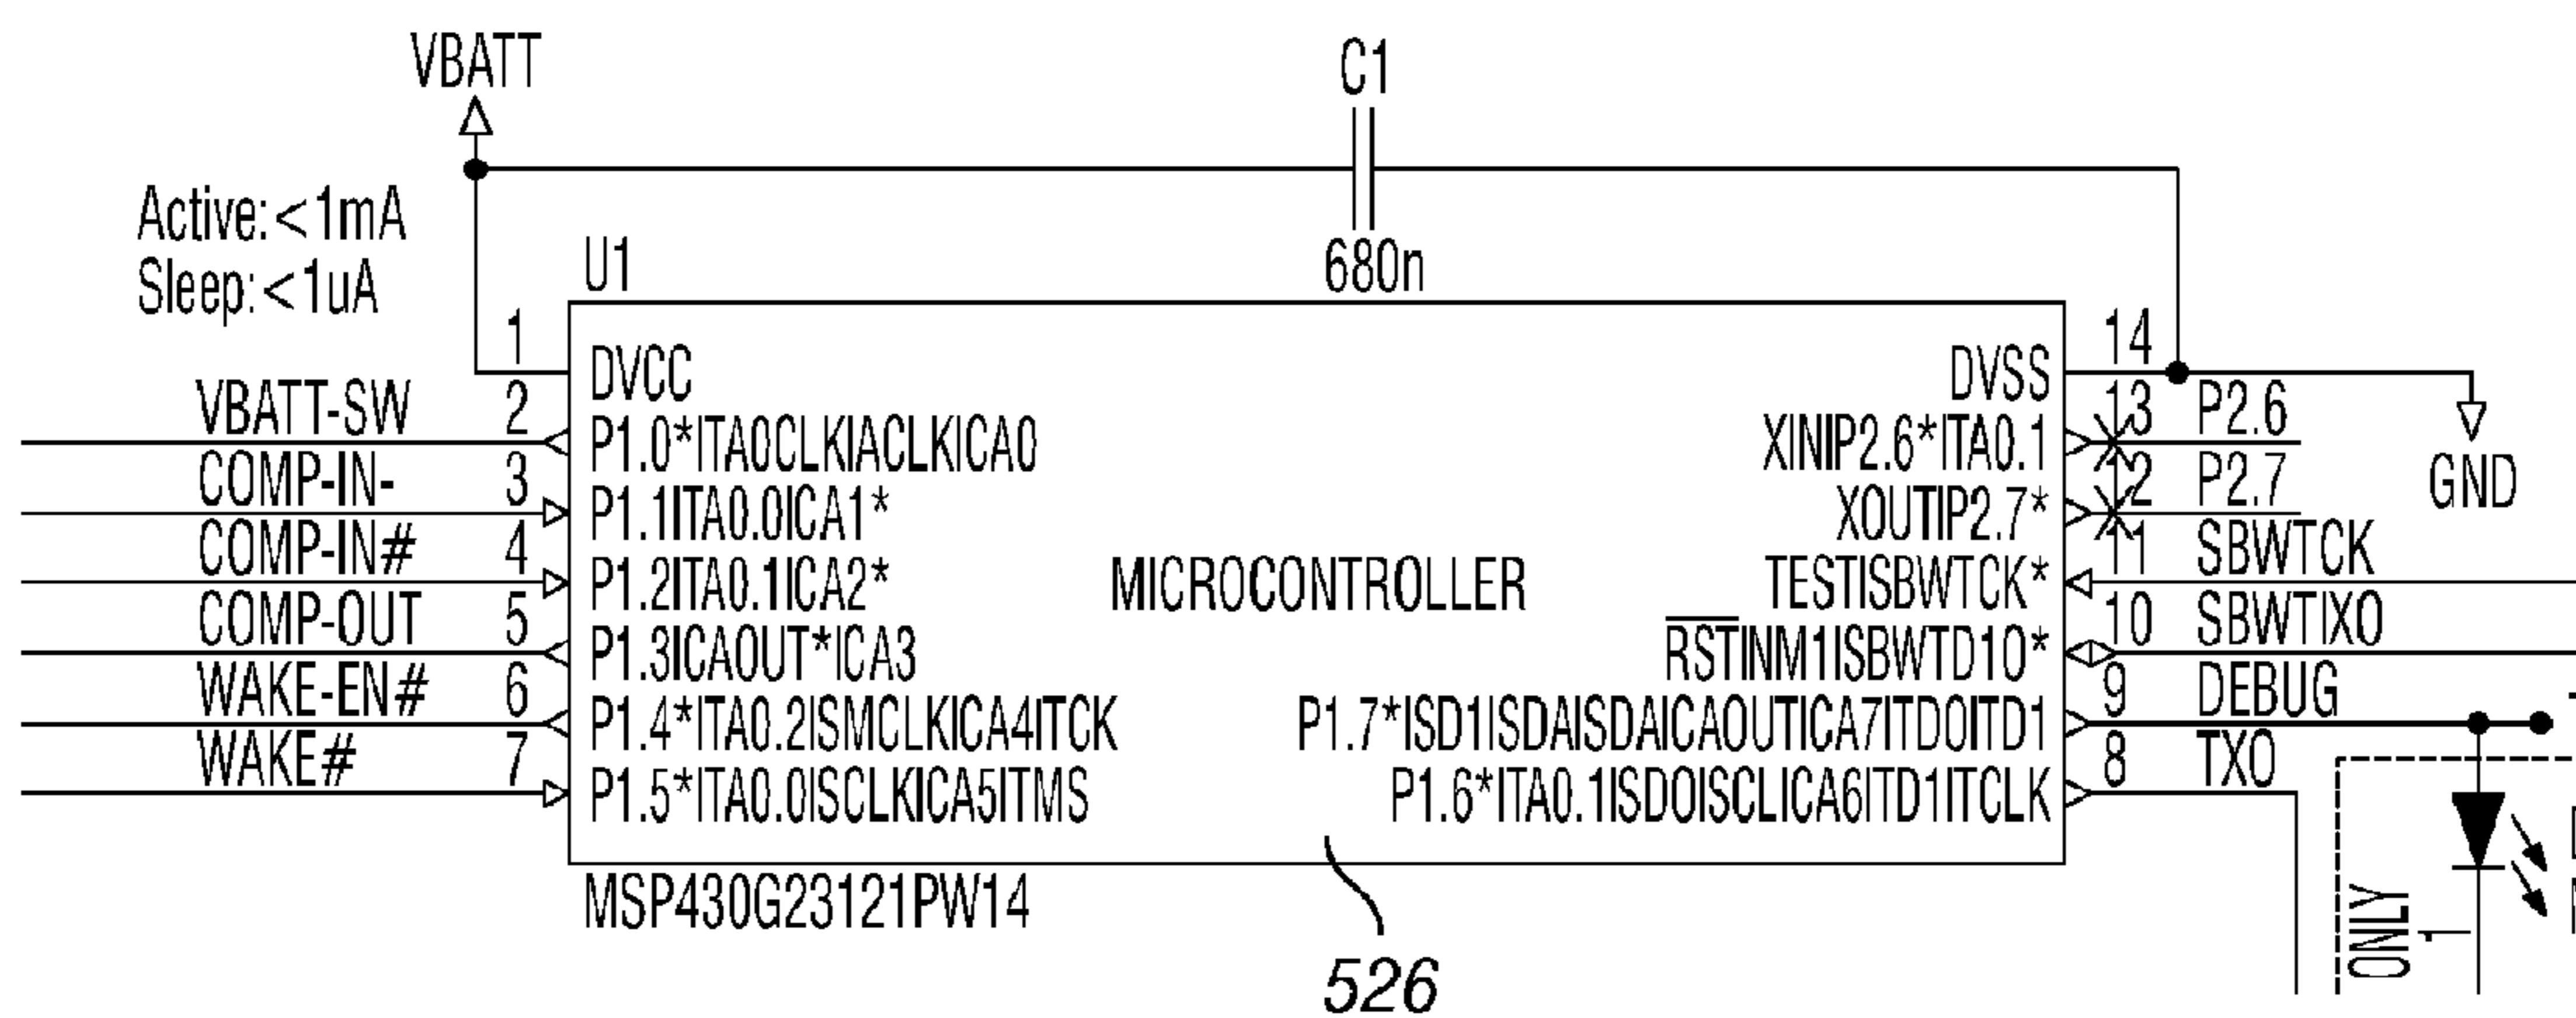 VBATT
C1
680n
Active:<1mA
Sleep:<1uA
U1
1
DVCC
VBATT-SW 2
P1.0*ITA0CLKIACLKICA0
COMP-IN- 3
P1.1IITA0.0ICA1*
COMP-IN# 4
P1.2IITA0.1ICA2*
COMP-OUT 5
P1.3ICAOUT*ICA3
WAKE-EN# 6
P1.4*ITA0.2ISMCLKICA4ITCK
WAKE# 7
P1.5*ITA0.0ISCLKICA5ITMS
MICROCONTROLLER
DVSS
14
XINIP2.6*ITA0.1
13 P2.6
XOUTIP2.7*
12 P2.7
TESTISBWTCK*
11 SBWTCK
RSTINM1ISBWTD10*
10 SBWTIXO
P1.7*ISD1ISDAISDAICAOUTICA7ITDOITD1
9 DEBUG
P1.6*ITA0.1ISDOISCLICA6ITD1ITCLK
8 TXO
GND
MSP430G23121PW14
526
ONLY